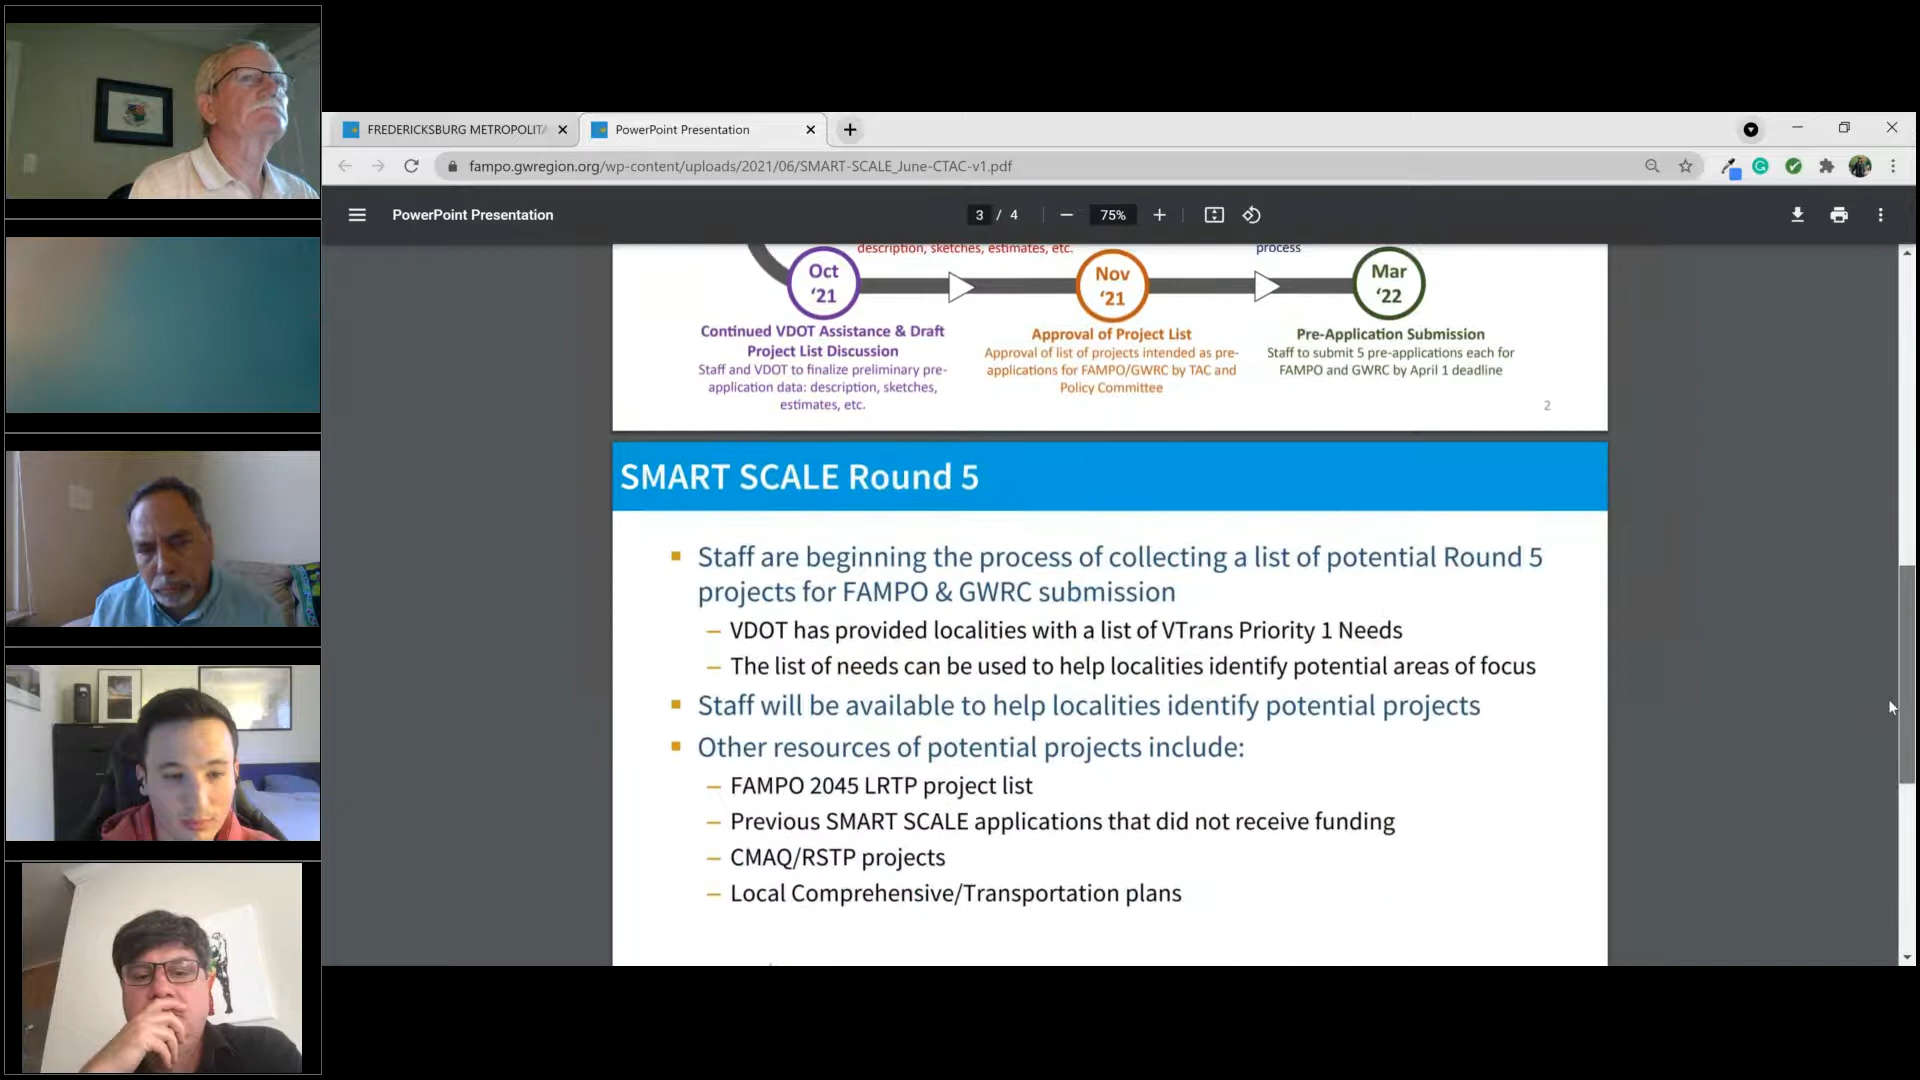 FREDERICKSBURG METROPOLITA
PowerPoint Presentation
fampo.gwregion.org/wp-content/uploads/2021/06/SMART-SCALE_June-CTAC-v1.pdf
PowerPoint Presentation
3 / 4
75%
description, sketches, estimates, etc.
process
Oct
‘21
Nov
‘21
Mar
‘22
Continued VDOT Assistance & Draft
Project List Discussion
Staff and VDOT to finalize preliminary pre-
application data: description, sketches,
estimates, etc.
Approval of Project List
Approval of list of projects intended as pre-
applications for FAMPO/GWRC by TAC and
Policy Committee
Pre-Application Submission
Staff to submit 5 pre-applications each for
FAMPO and GWRC by April 1 deadline
2
SMART SCALE Round 5
Staff are beginning the process of collecting a list of potential Round 5
projects for FAMPO & GWRC submission
– VDOT has provided localities with a list of VTrans Priority 1 Needs
– The list of needs can be used to help localities identify potential areas of focus
Staff will be available to help localities identify potential projects
Other resources of potential projects include:
– FAMPO 2045 LRTP project list
– Previous SMART SCALE applications that did not receive funding
– CMAQ/RSTP projects
– Local Comprehensive/Transportation plans